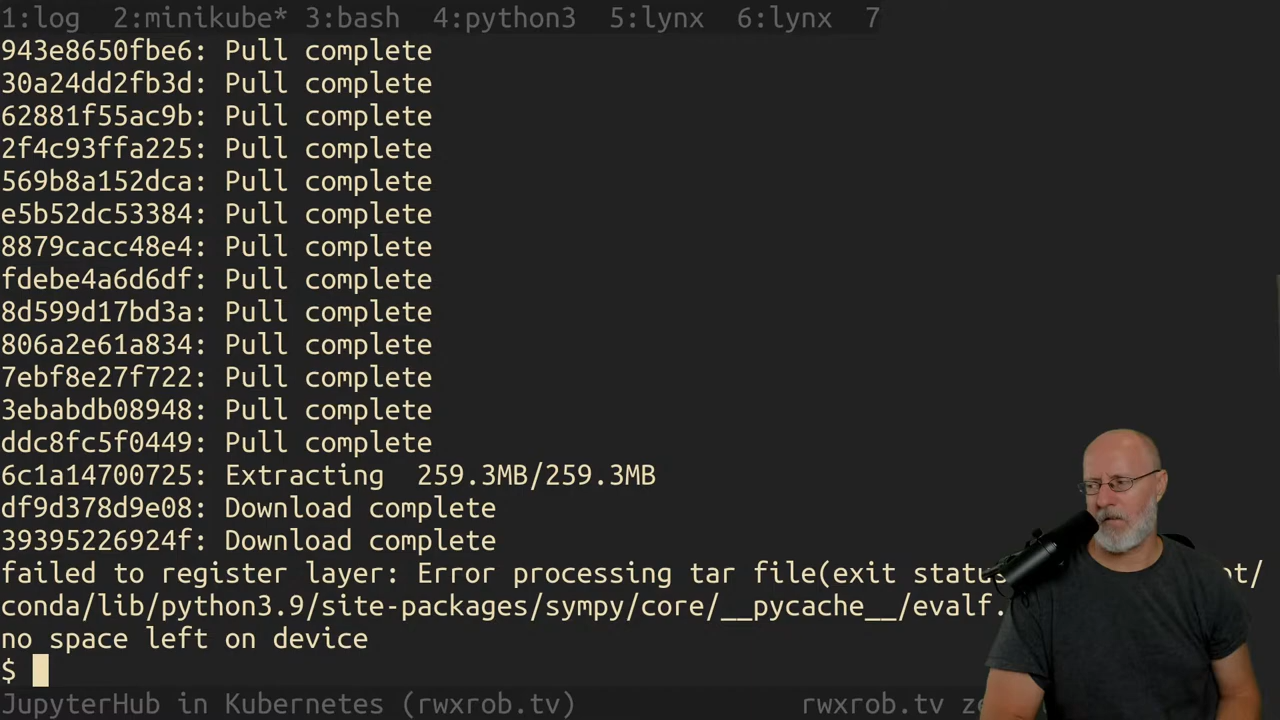 1:log 2:minikube* 3:bash 4:python3 5:lynx 6:lynx 7
943e8650fbe6: Pull complete
30a24dd2fb3d: Pull complete
62881f55ac9b: Pull complete
2f4c93ffa225: Pull complete
569b8a152dca: Pull complete
e5b52dc53384: Pull complete
8879cacc48e4: Pull complete
fdebe4a6d6df: Pull complete
8d599d17bd3a: Pull complete
806a2e61a834: Pull complete
7ebf8e27f722: Pull complete
3ebabdb08948: Pull complete
ddc8fc5f0449: Pull complete
6c1a14700725: Extracting 259.3MB/259.3MB
df9d378d9e08: Download complete
39395226924f: Download complete
failed to register layer: Error processing tar file(exit status
conda/lib/python3.9/site-packages/sympy/core/__pycache__/evalf.
no space left on device
$
JupyterHub in Kubernetes (rwxrob.tv) rwxrob.tv